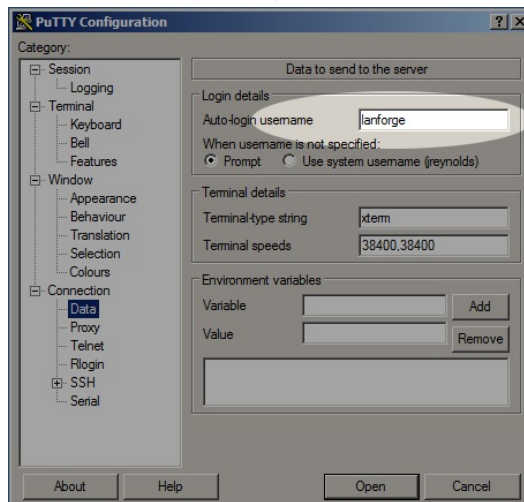 PuTTY Configuration
Category:
Session
Logging
Terminal
Keyboard
Bell
Features
Window
Appearance
Behaviour
Translation
Selection
Colours
Connection
Data
Proxy
Telnet
Rlogin
SSH
Serial
Data to send to the server
Login details
Auto-login username lanforge
When username is not specified:
Prompt Use system username (jreynolds)
Terminal details
Terminal-type string xterm
Terminal speeds 38400,38400
Environment variables
Variable Add
Value Remove
About Help Open Cancel